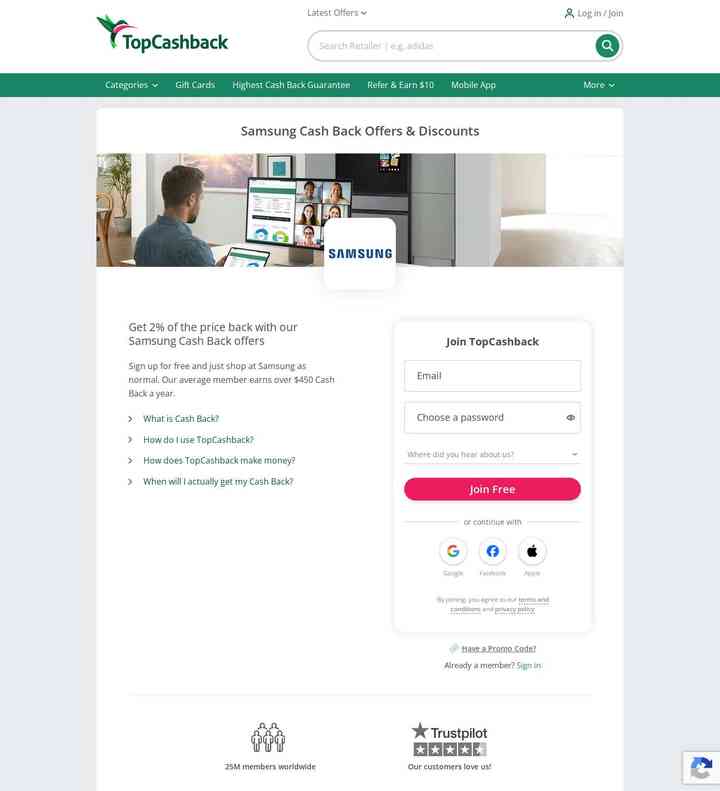 Latest Offers
Log in / Join
TopCashback
Search Retailer | e.g. adidas
Categories
Gift Cards
Highest Cash Back Guarantee
Refer & Earn $10
Mobile App
More
Samsung Cash Back Offers & Discounts
SAMSUNG
Get 2% of the price back with our
Samsung Cash Back offers
Sign up for free and just shop at Samsung as
normal. Our average member earns over $450 Cash
Back a year.
What is Cash Back?
How do I use TopCashback?
How does TopCashback make money?
When will I actually get my Cash Back?
Join TopCashback
Email
Choose a password
Where did you hear about us?
Join Free
or continue with
Google
Facebook
Apple
By joining, you agree to our terms and
conditions and privacy policy
Have a Promo Code?
Already a member? Sign in
25M members worldwide
Trustpilot
Our customers love us!